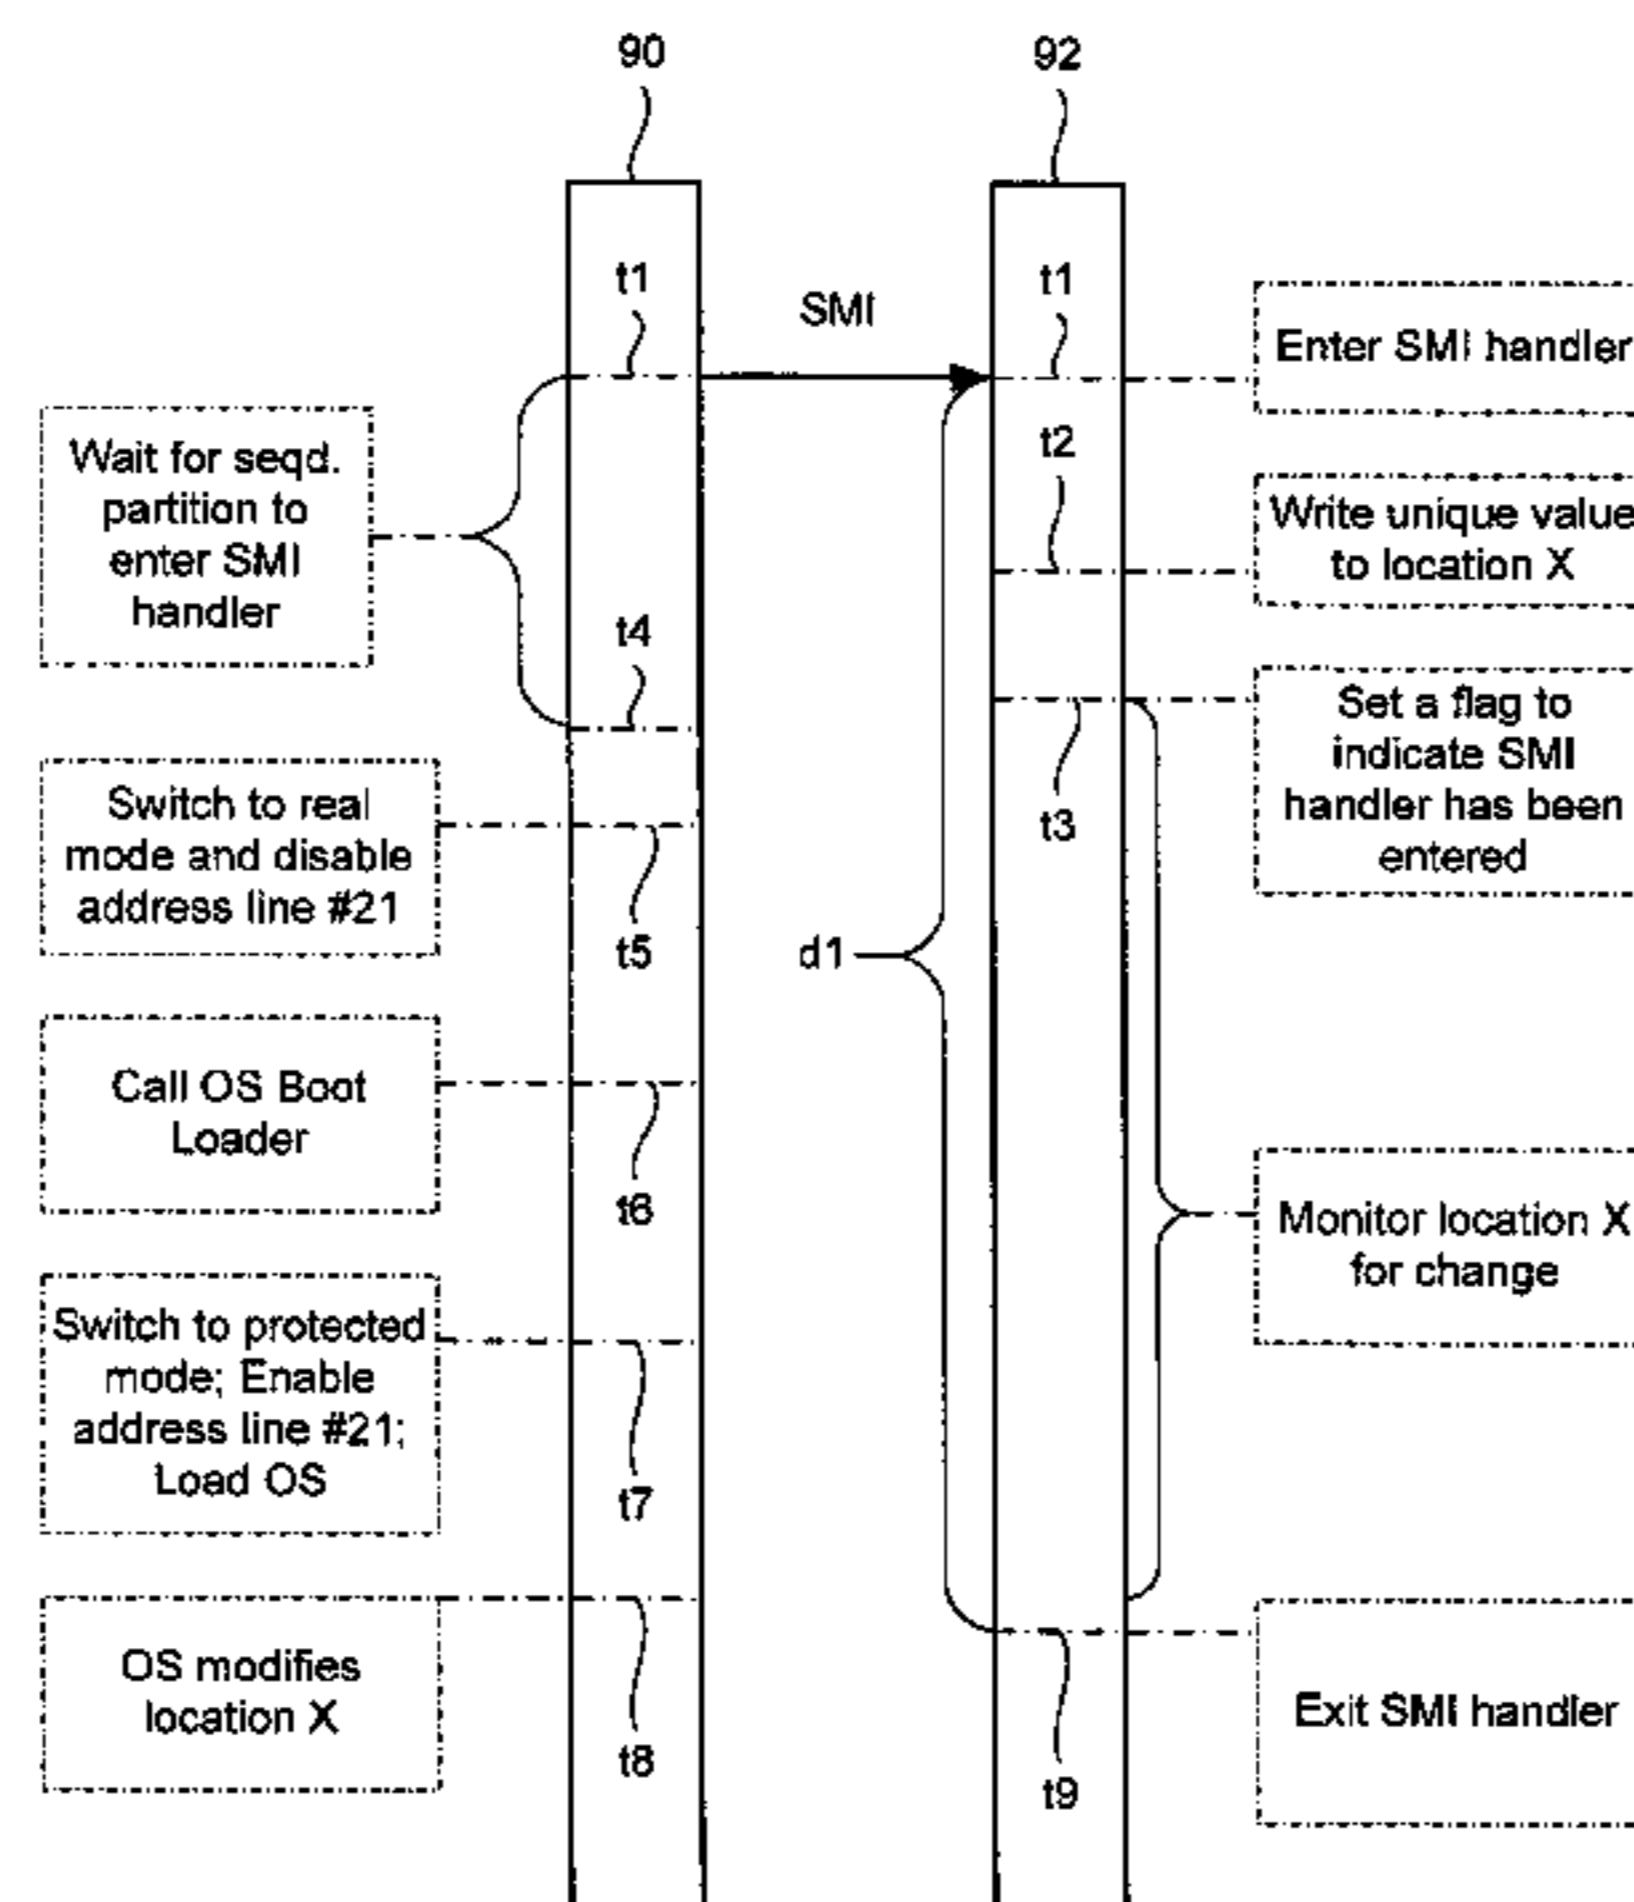 90
92
t1
SMI
t1
Enter SMI handler
t2
Wait for seqd.
partition to
enter SMI
handler
Write unique value
to location X
t4
Set a flag to
indicate SMI
handler has been
entered
t3
Switch to real
mode and disable
address line #21
t5
d1
Call OS Boot
Loader
t6
Monitor location X
for change
Switch to protected
mode; Enable
address line #21;
Load OS
t7
OS modifies
location X
t8
Exit SMI handler
t9